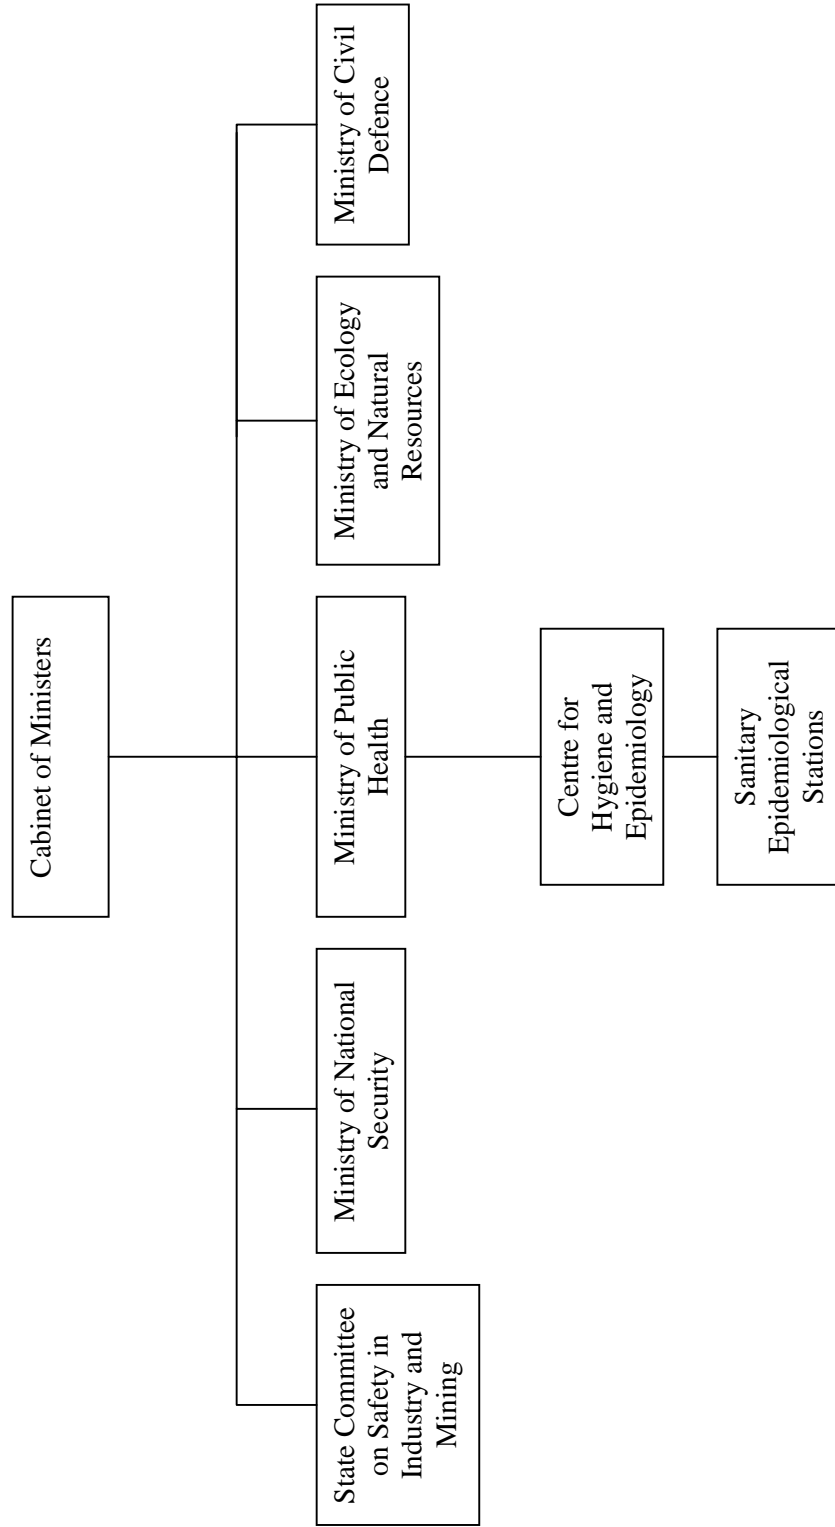 Cabinet of Ministers
State Committee
on Safety in
Industry and
Mining
Ministry of National
Security
Ministry of Public
Health
Ministry of Ecology
and Natural
Resources
Ministry of Civil
Defence
Centre for
Hygiene and
Epidemiology
Sanitary
Epidemiological
Stations